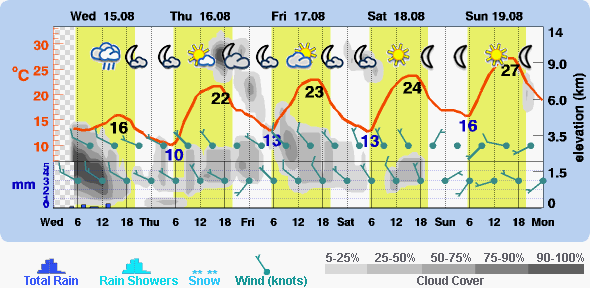 Wed 15.08 Thu 16.08 Fri 17.08 Sat 18.08 Sun 19.08
30 14
°C
25 9.0
20 6.0
15 3.5
10
5 1.5
4
3
2
1
mm 0
elevation (km)
16 10 22 13 23 13 24 16 27
Wed 6 12 18 Thu 6 12 18 Fri 6 12 18 Sat 6 12 18 Sun 6 12 18 Mon
5-25% 25-50% 50-75% 75-90% 90-100%
Total Rain Rain Showers Snow Wind (knots) Cloud Cover